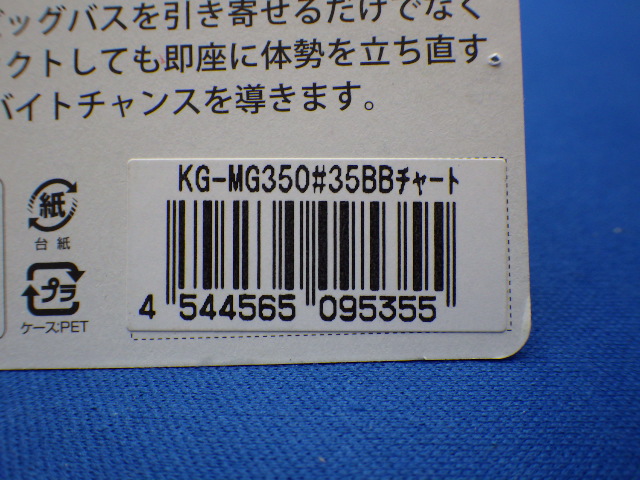 ビッグバスを引き寄せるだけでなく
クトしても即座に体勢を立ち直す
バイトチャンスを導きます。
KG-MG350#35BBチャート
紙
台紙
プラ
ケース:PET
4 544565 095355